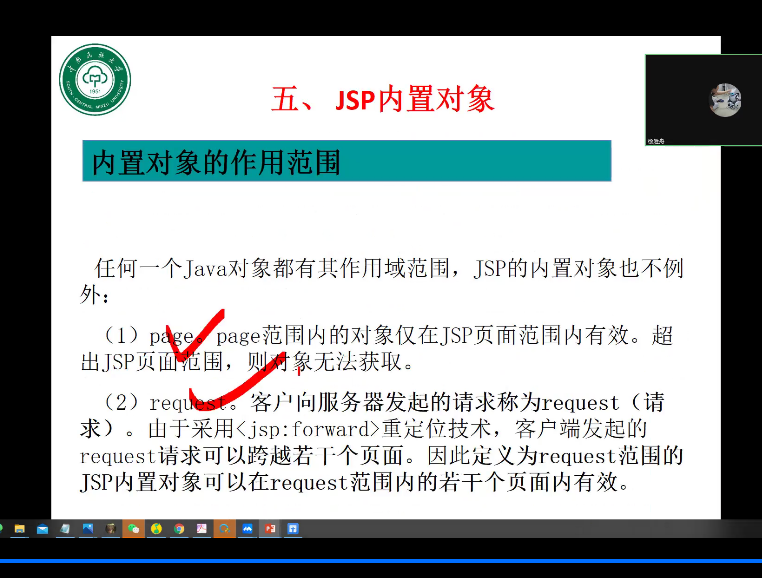 五、 JSP内置对象
内置对象的作用范围
任何一个Java对象都有其作用域范围，JSP的内置对象也不例
外：
（1）page。page范围内的对象仅在JSP页面范围内有效。超
出JSP页面范围，则对象无法获取。
（2）request。客户向服务器发起的请求称为request（请
求）。由于采用<jsp:forward>重定位技术，客户端发起的
request请求可以跨越若干个页面。因此定义为request范围的
JSP内置对象可以在request范围内的若干个页面内有效。